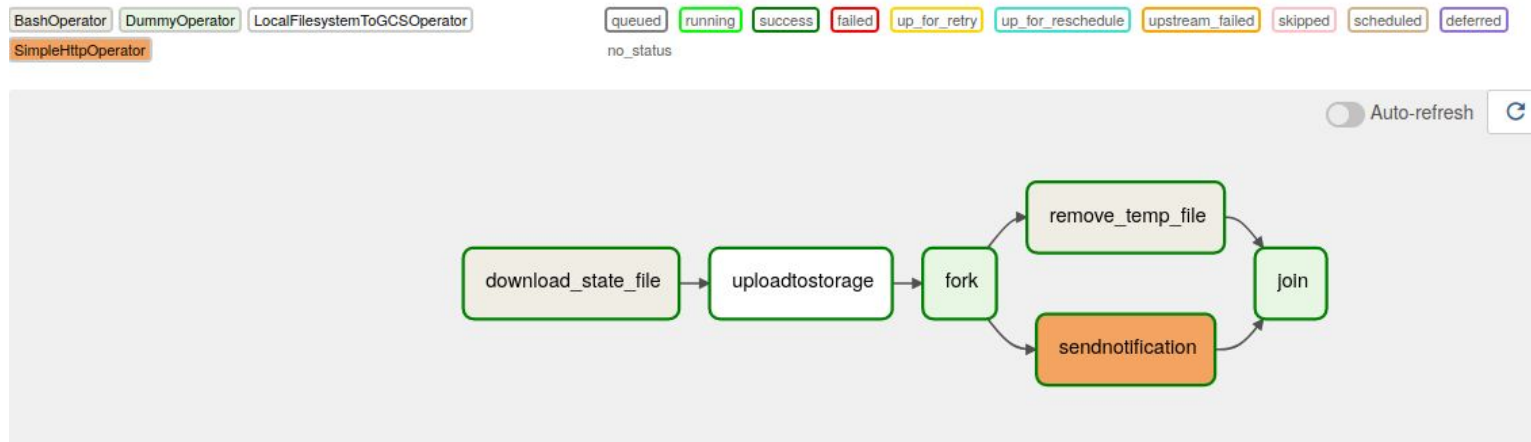 BashOperator DummyOperator LocalFilesystemToGCSOperator queued running success failed up_for_retry up_for_reschedule upstream_failed skipped scheduled deferred
SimpleHttpOperator no_status
Auto-refresh
remove_temp_file
download_state_file uploadtostorage fork join
sendnotification